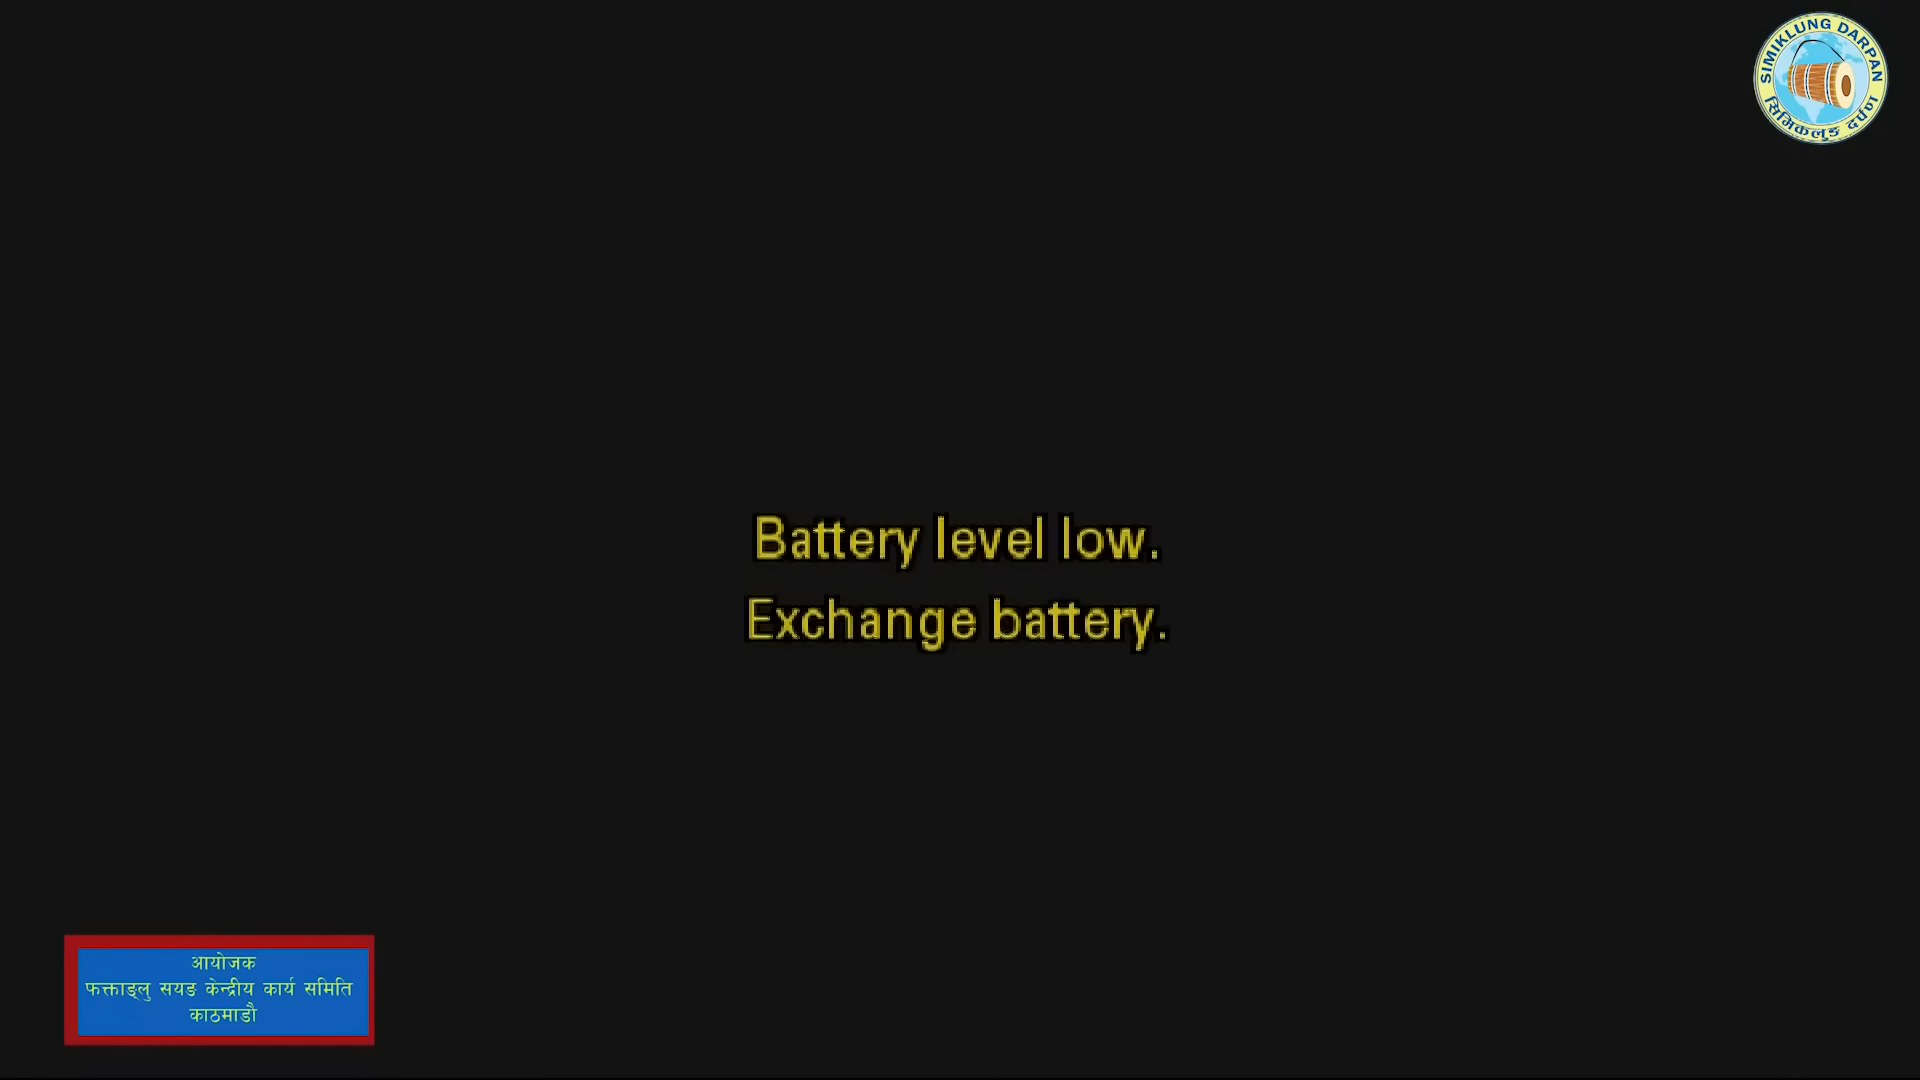 SIMIKLUNG DARPAN
सिमिकलुङ दर्पण
Battery level low.
Exchange battery.
आयोजक
फक्ताङ्लु सयङ केन्द्रीय कार्य समिति
काठमाडौ